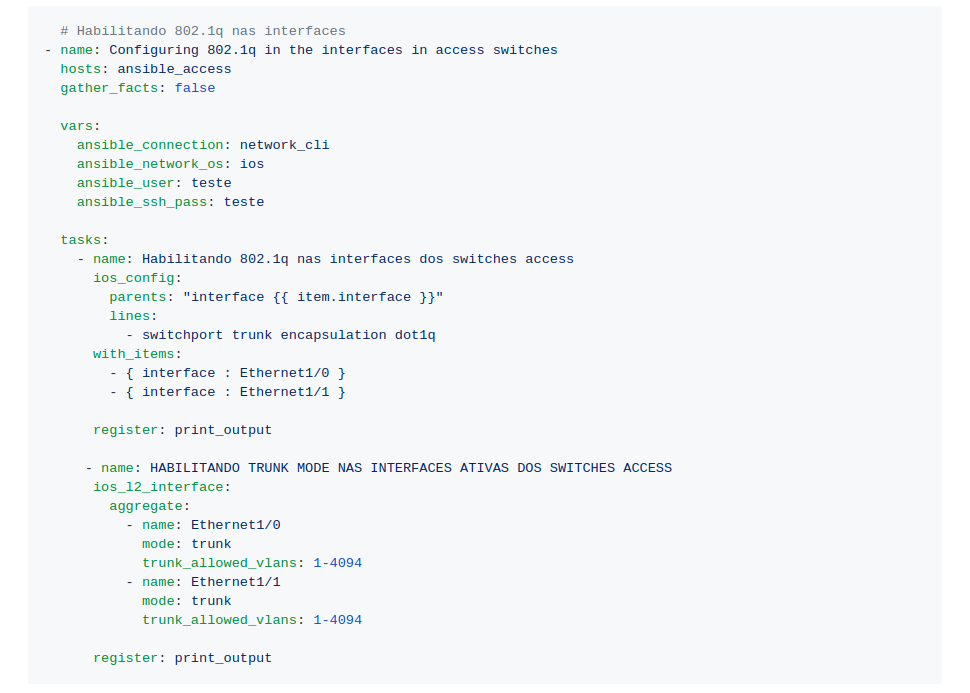 # Habilitando 802.1q nas interfaces
- name: Configuring 802.1q in the interfaces in access switches
  hosts: ansible_access
  gather_facts: false

  vars:
    ansible_connection: network_cli
    ansible_network_os: ios
    ansible_user: teste
    ansible_ssh_pass: teste

  tasks:
    - name: Habilitando 802.1q nas interfaces dos switches access
      ios_config:
        parents: "interface {{ item.interface }}"
        lines:
          - switchport trunk encapsulation dot1q
      with_items:
        - { interface : Ethernet1/0 }
        - { interface : Ethernet1/1 }

      register: print_output

     - name: HABILITANDO TRUNK MODE NAS INTERFACES ATIVAS DOS SWITCHES ACCESS
      ios_l2_interface:
        aggregate:
          - name: Ethernet1/0
            mode: trunk
            trunk_allowed_vlans: 1-4094
          - name: Ethernet1/1
            mode: trunk
            trunk_allowed_vlans: 1-4094

      register: print_output